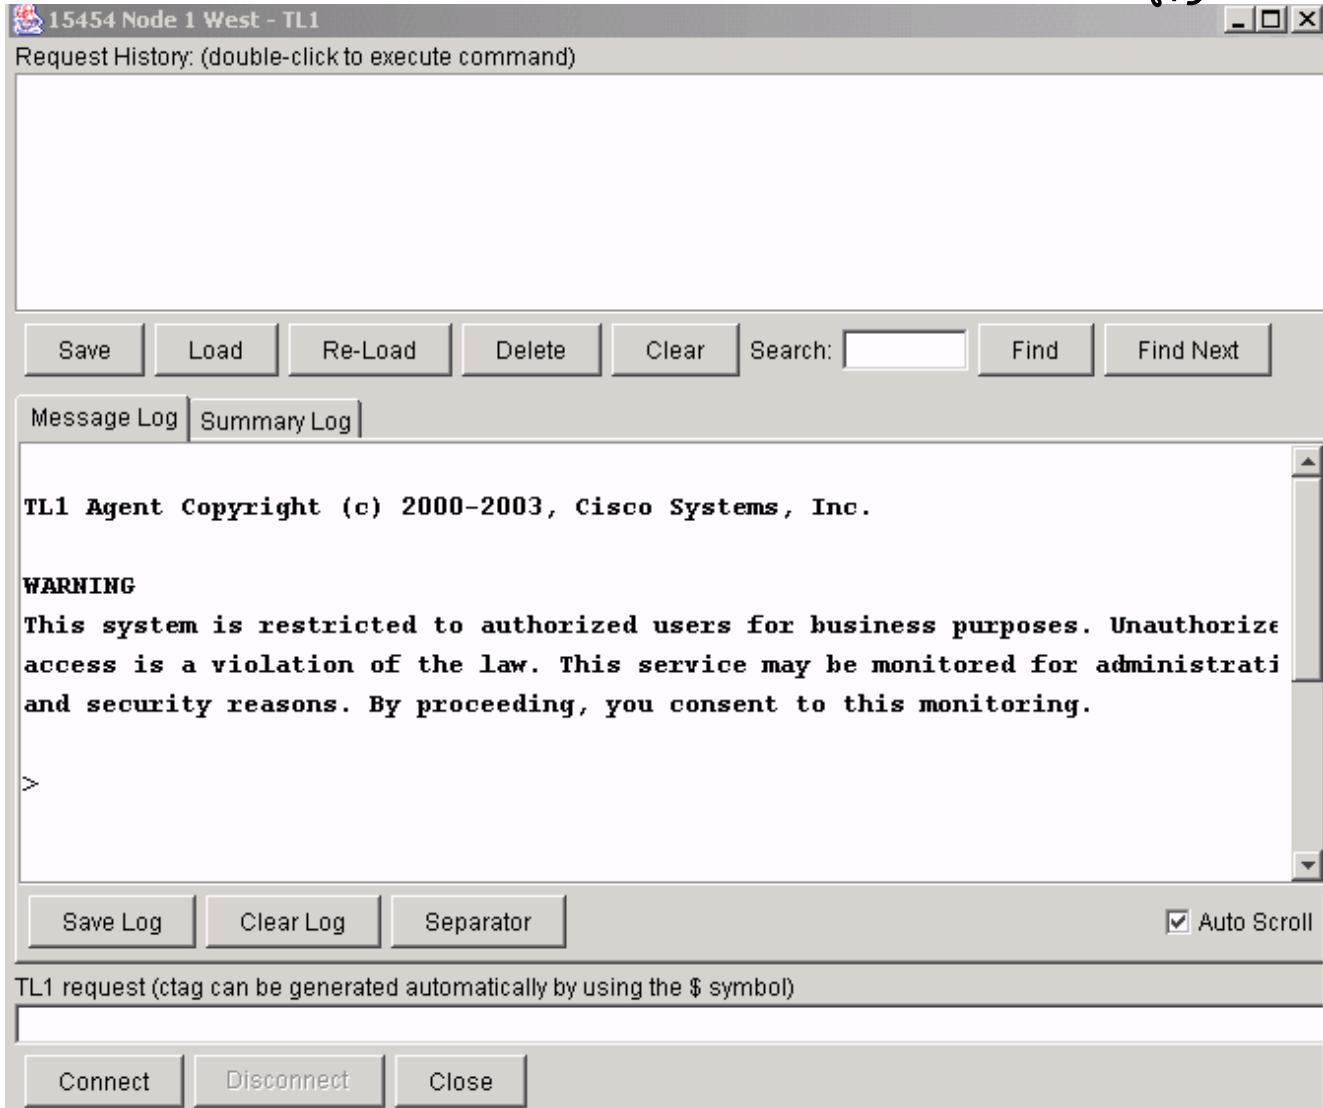 15454 Node 1 West - TL1
Request History: (double-click to execute command)
Save Load Re-Load Delete Clear Search: Find Find Next
Message Log Summary Log
TL1 Agent Copyright (c) 2000-2003, Cisco Systems, Inc.
WARNING
This system is restricted to authorized users for business purposes. Unauthorize
access is a violation of the law. This service may be monitored for administrati
and security reasons. By proceeding, you consent to this monitoring.
>
Save Log Clear Log Separator Auto Scroll
TL1 request (ctag can be generated automatically by using the $ symbol)
Connect Disconnect Close